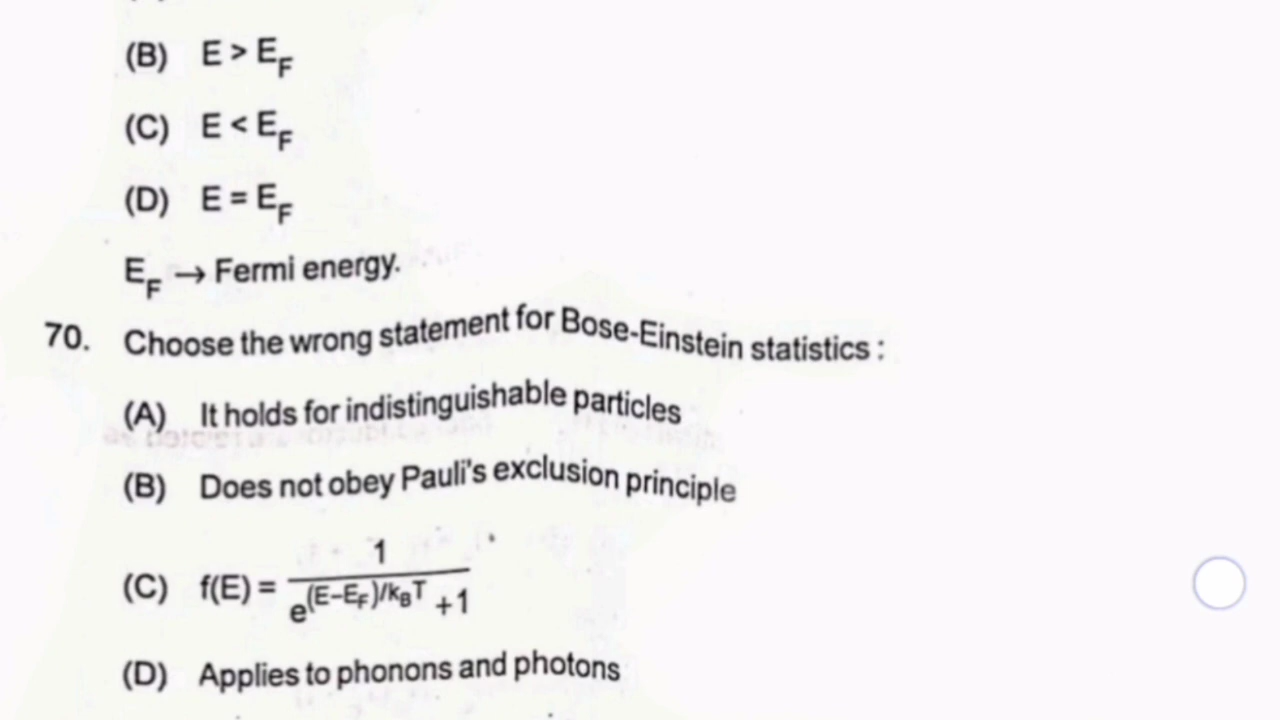 (B) E > E_F
(C) E < E_F
(D) E = E_F
E_F → Fermi energy.
70. Choose the wrong statement for Bose-Einstein statistics :
(A) It holds for indistinguishable particles
(B) Does not obey Pauli's exclusion principle
(C) f(E) = 1 / e^(E−E_F)/k_BT +1
(D) Applies to phonons and photons